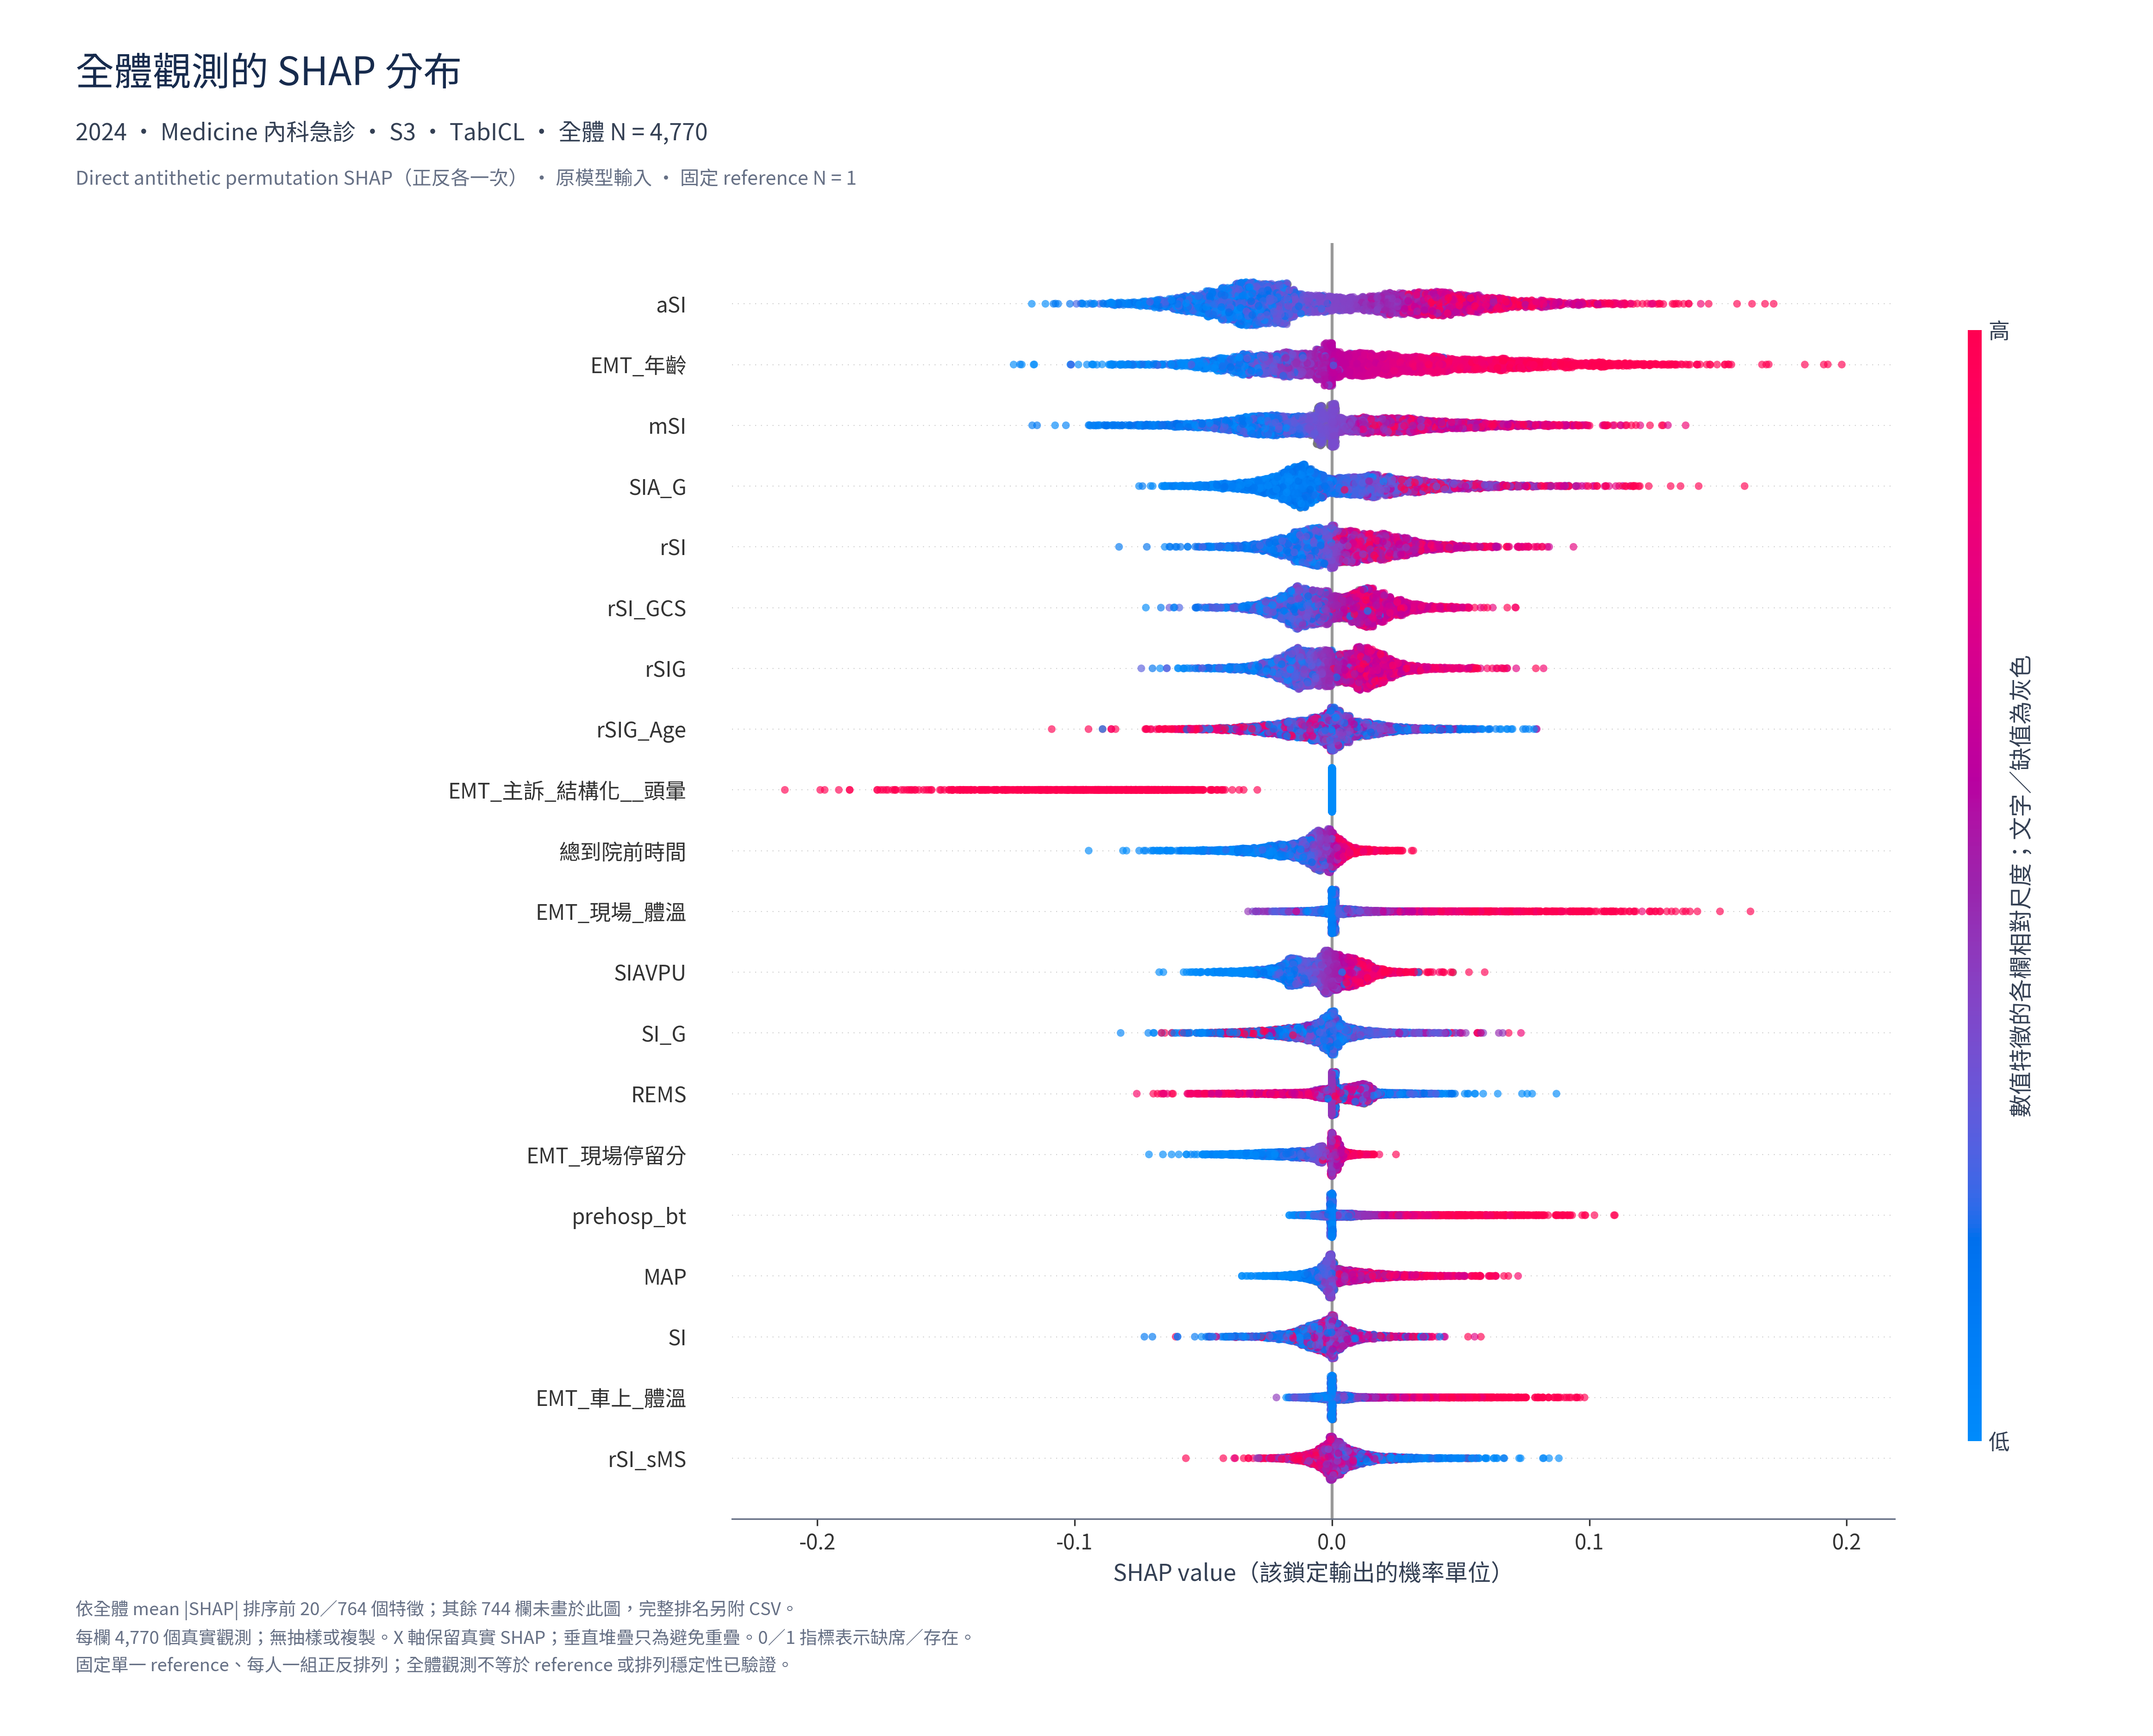 全體觀測的 SHAP 分布
2024 • Medicine 內科急診 • S3 • TabICL • 全體 N = 4,770
Direct antithetic permutation SHAP（正反各一次） • 原模型輸入 • 固定 reference N = 1
aSI
EMT_年齡
mSI
SIA_G
rSI
rSI_GCS
rSIG
rSIG_Age
EMT_主訴_結構化__頭暈
總到院前時間
EMT_現場_體溫
SIAVPU
SI_G
REMS
EMT_現場停留分
prehosp_bt
MAP
SI
EMT_車上_體溫
rSI_sMS
高
數值特徵的各欄相對尺度；文字／缺值為灰色
低
-0.2 -0.1 0.0 0.1 0.2
SHAP value（該鎖定輸出的機率單位）
依全體 mean |SHAP| 排序前 20／764 個特徵；其餘 744 欄未畫於此圖，完整排名另附 CSV。
每欄 4,770 個真實觀測；無抽樣或複製。X 軸保留真實 SHAP；垂直堆疊只為避免重疊。0／1 指標表示缺席／存在。
固定單一 reference、每人一組正反排列；全體觀測不等於 reference 或排列穩定性已驗證。